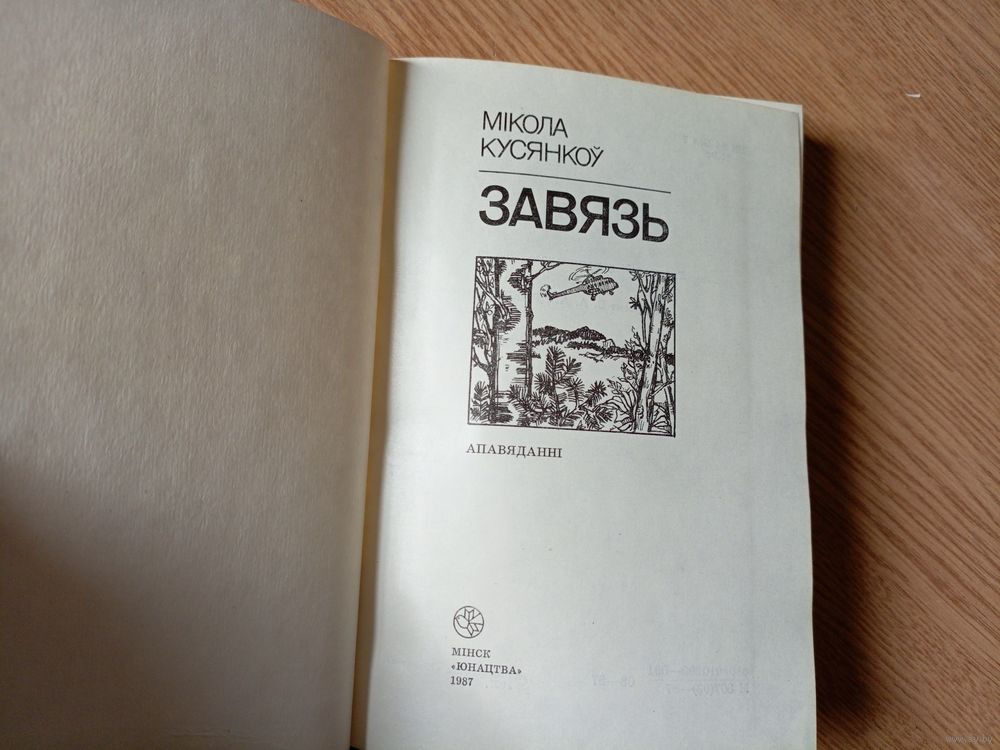 МІКОЛА
КУСЯНКОЎ
ЗАВЯЗЬ
АПАВЯДАННІ
МІНСК
«ЮНАЦТВА»
1987